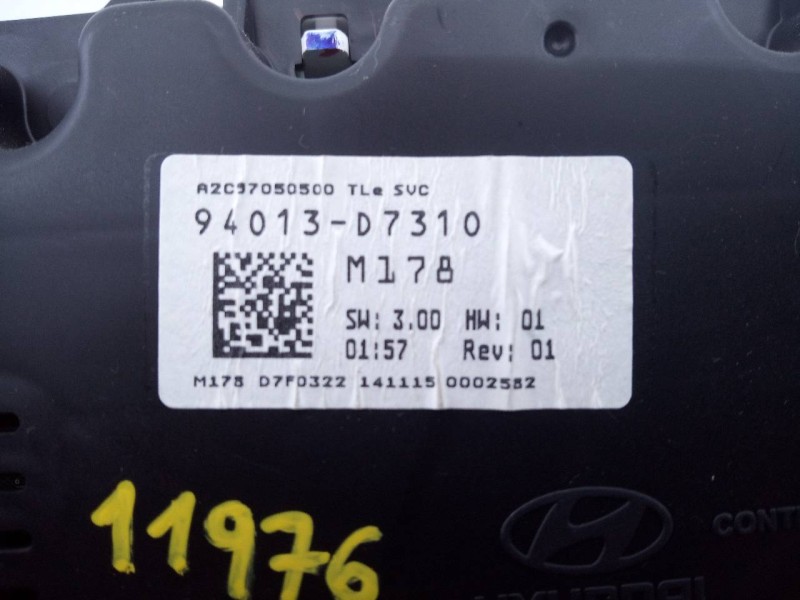 A2C97050500 TLe SVC
94013-D7310
M178
SW: 3.00 HW: 01
01:57 Rev: 01
M178 D7F0322 141115 0002582
11976
CONT
HYUNDAI